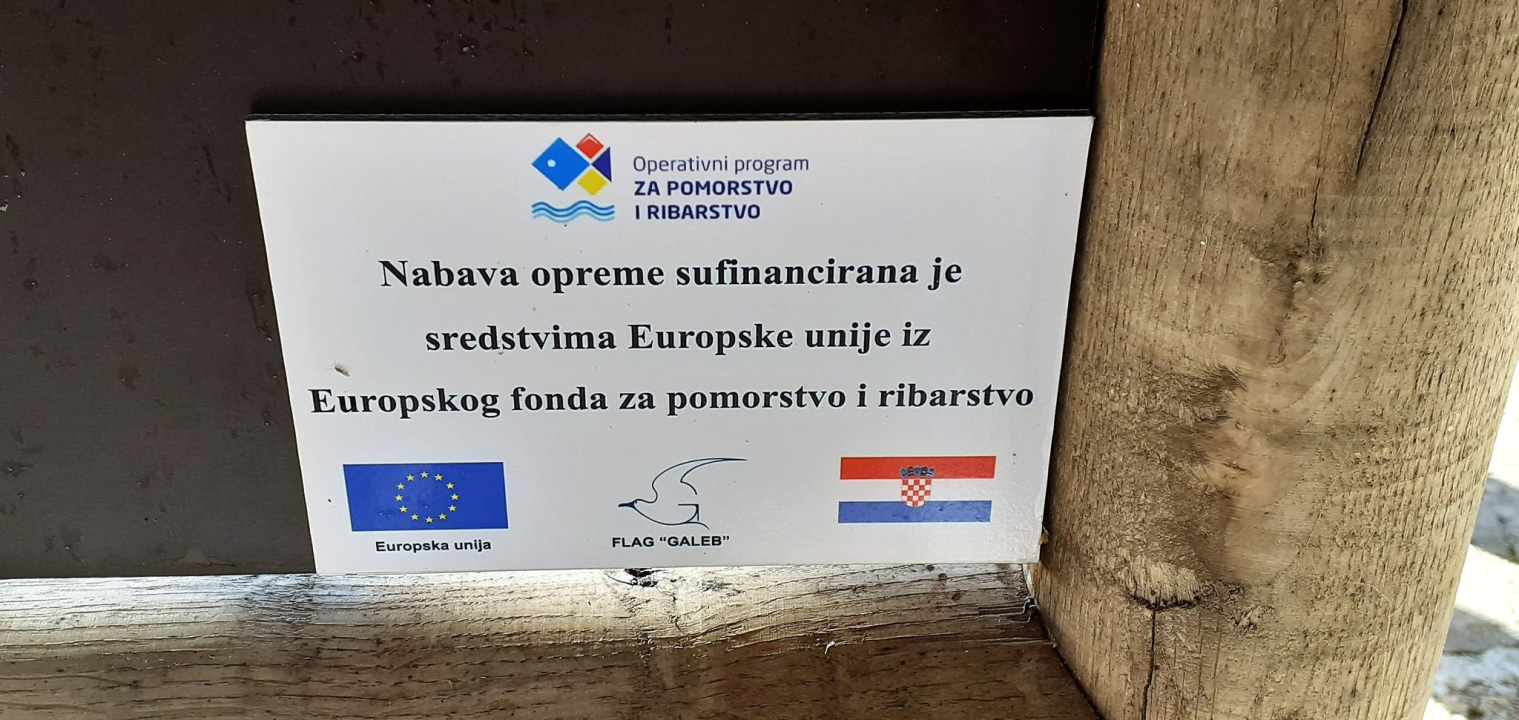 Operativni program
ZA POMORSTVO
I RIBARSTVO
Nabava opreme sufinancirana je
sredstvima Europske unije iz
Europskog fonda za pomorstvo i ribarstvo
Europska unija
FLAG “GALEB”